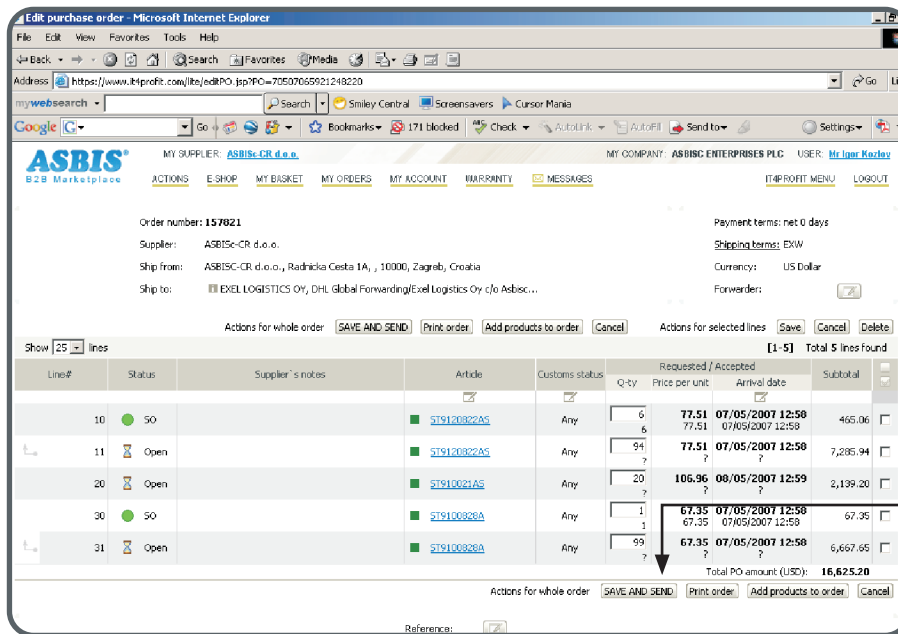 Edit purchase order - Microsoft Internet Explorer
File Edit View Favorites Tools Help
Back Search Favorites Media
Address https://www.it4profit.com/lite/editPO.jsp?PO=70507065921248220 Go
mywebsearch Search Smiley Central Screensavers Cursor Mania
Google G Go Bookmarks 171 blocked Check AutoLink AutoFill Send to Settings
ASBIS®
B2B Marketplace
MY SUPPLIER: ASBISc-CR d.o.o. MY COMPANY: ASBISC ENTERPRISES PLC USER: Mr Igor Kozlov
ACTIONS E-SHOP MY BASKET MY ORDERS MY ACCOUNT WARRANTY MESSAGES IT4PROFIT MENU LOGOUT
Order number: 157821 Payment terms: net 0 days
Supplier: ASBISc-CR d.o.o. Shipping terms: EXW
Ship from: ASBISC-CR d.o.o., Radnicka Cesta 1A, , 10000, Zagreb, Croatia Currency: US Dollar
Ship to: EXEL LOGISTICS OY, DHL Global Forwarding/Exel Logistics Oy c/o Asbisc... Forwarder:
Actions for whole order SAVE AND SEND Print order Add products to order Cancel Actions for selected lines Save Cancel Delete
Show 25 lines [1-5] Total 5 lines found
Line# Status Supplier`s notes Article Customs status Requested / Accepted Subtotal
Q-ty Price per unit Arrival date
10 SO ST9120822AS Any 6 77.51 07/05/2007 12:58 465.06
6 77.51 07/05/2007 12:58
11 Open ST9120822AS Any 94 77.51 07/05/2007 12:58 7,285.94
? ? ?
20 Open ST910021AS Any 20 106.96 08/05/2007 12:59 2,139.20
? ? ?
30 SO ST9100828A Any 1 67.35 07/05/2007 12:58 67.35
1 67.35 07/05/2007 12:58
31 Open ST9100828A Any 99 67.35 07/05/2007 12:58 6,667.65
? ? ?
Total PO amount (USD): 16,625.20
Actions for whole order SAVE AND SEND Print order Add products to order Cancel
Reference: